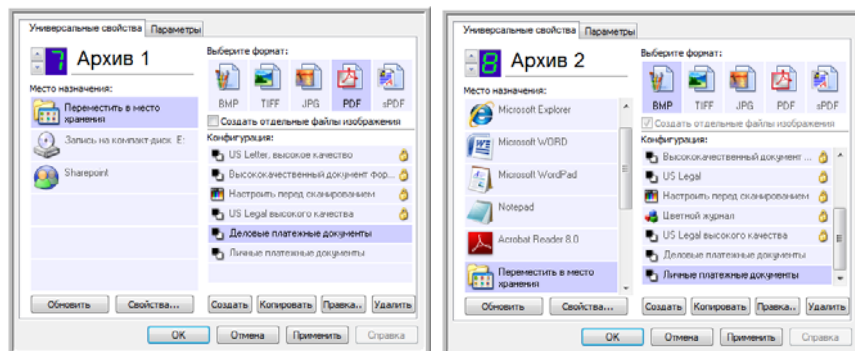 Универсальные свойства Параметры
7 Архив 1
Выберите формат:
BMP TIFF JPG PDF sPDF
Место назначения:
Создать отдельные файлы изображения
Переместить в место
хранения
Запись на компакт-диск E:
Sharepoint
Конфигурация:
US Letter, высокое качество
Высококачественный документ фор...
Настроить перед сканированием
US Legal высокого качества
Деловые платежные документы
Личные платежные документы
Обновить Свойства... Создать Копировать Правка.. Удалить
OK Отмена Применить Справка
Универсальные свойства Параметры
8 Архив 2
Выберите формат:
BMP TIFF JPG PDF sPDF
Место назначения:
Создать отдельные файлы изображения
Microsoft Explorer
Microsoft WORD
Microsoft WordPad
Notepad
Acrobat Reader 8.0
Переместить в место
хранения
Конфигурация:
Высококачественный документ ...
US Legal
Настроить перед сканированием
Цветной журнал
US Legal высокого качества
Деловые платежные документы
Личные платежные документы
Обновить Свойства... Создать Копировать Правка.. Удалить
OK Отмена Применить Справка